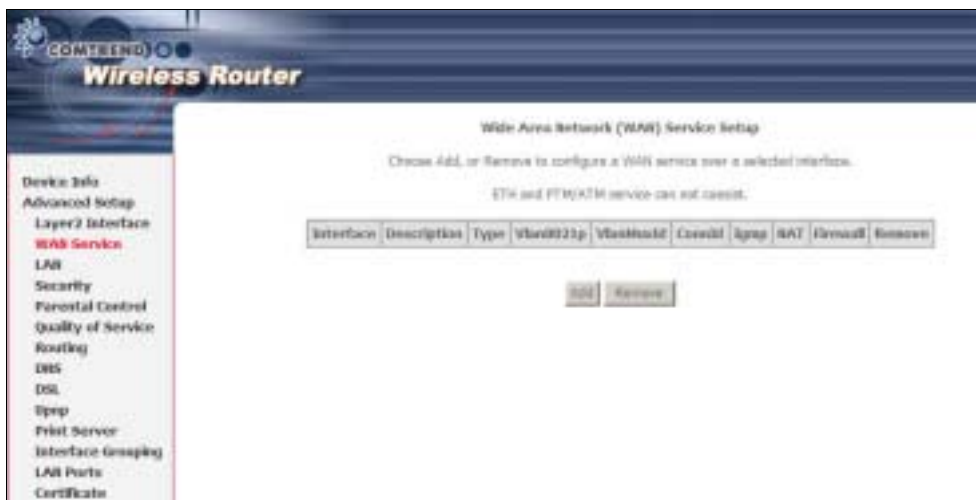 COMTREND
Wireless Router
Wide Area Network (WAN) Service Setup
Choose Add, or Remove to configure a WAN service over a selected interface.
ETH and PTM/ATM service can not coexist.
Interface Description Type Vlan8021p VlanMuxId ConnId Igmp NAT Firewall Remove
Add Remove
Device Info
Advanced Setup
Layer2 Interface
WAN Service
LAN
Security
Parental Control
Quality of Service
Routing
DNS
DSL
Upnp
Print Server
Interface Grouping
LAN Ports
Certificate